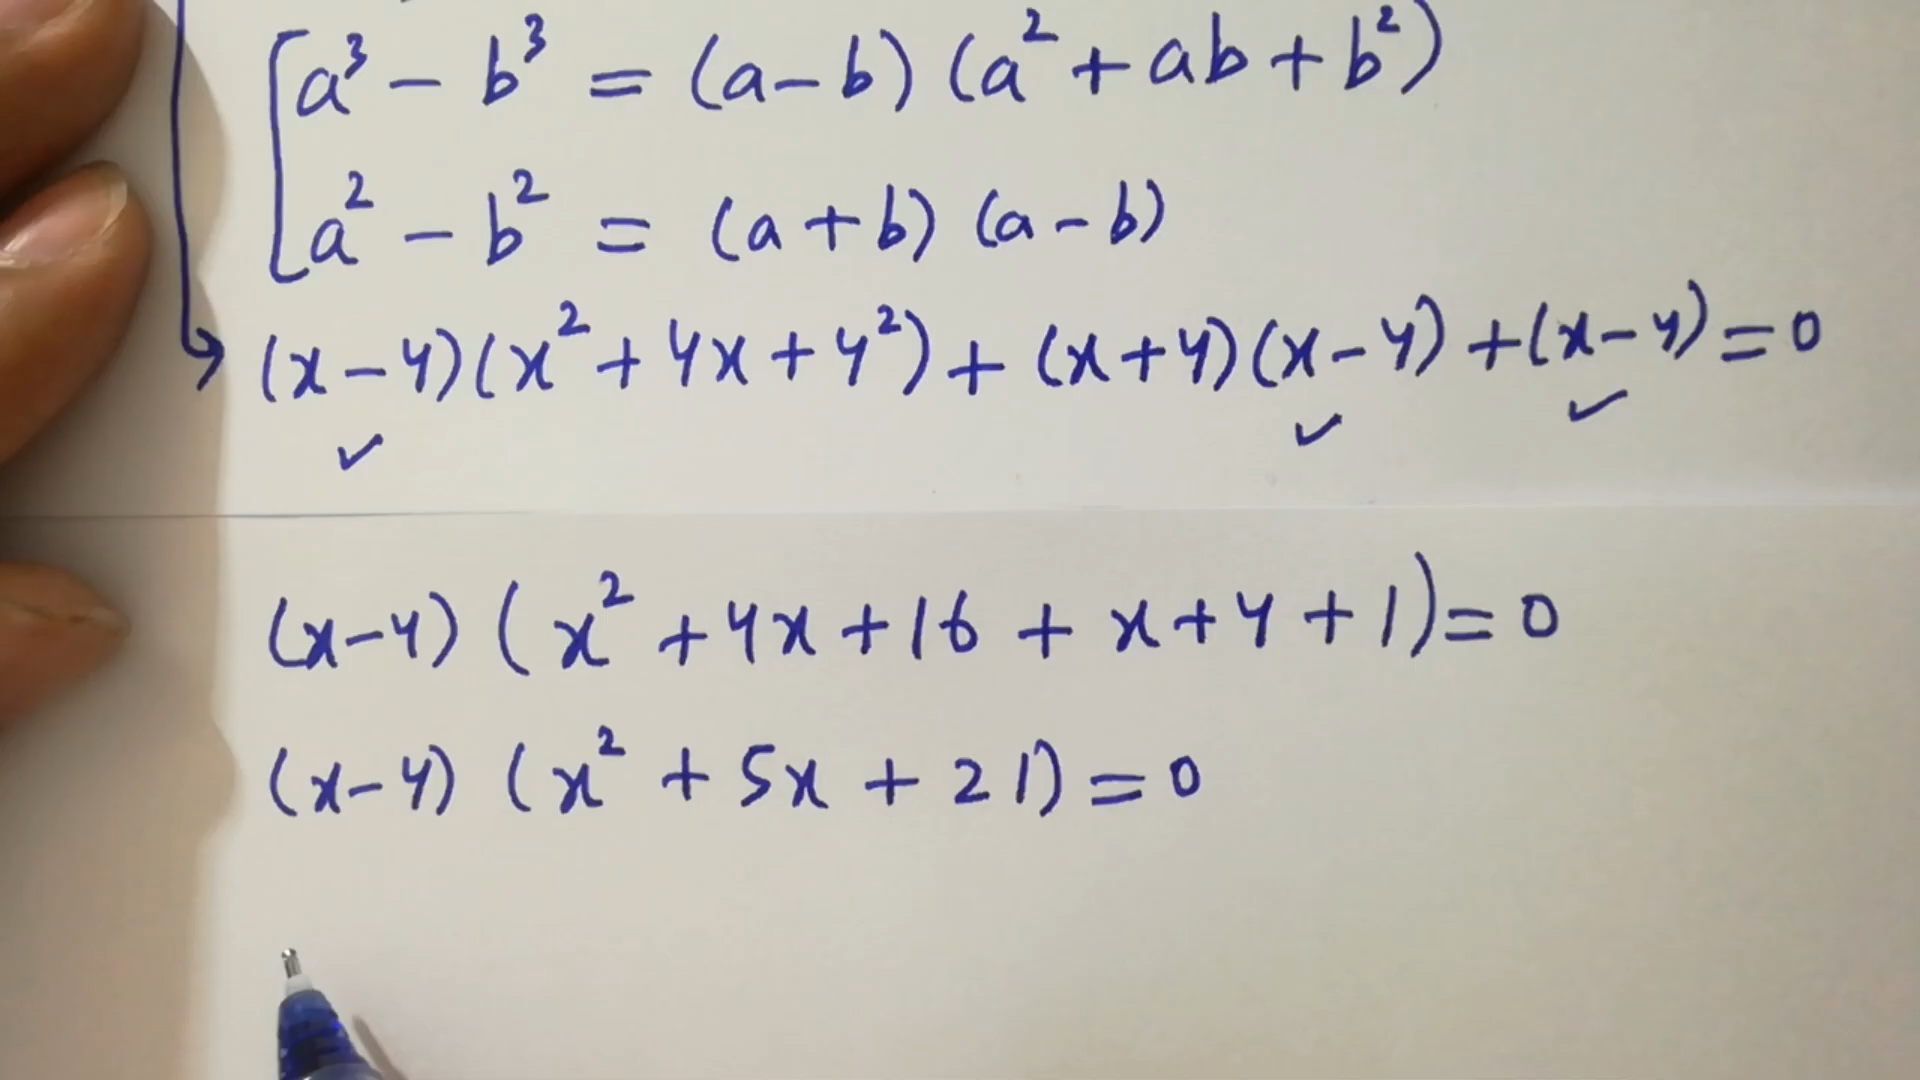 a³ - b³ = (a-b) (a² + ab + b²)
a² - b² = (a+b) (a-b)
(x-4)(x² + 4x + 4²) + (x+4)(x-4) + (x-4) = 0
(x-4) (x² + 4x + 16 + x + 4 + 1) = 0
(x-4) (x² + 5x + 21) = 0